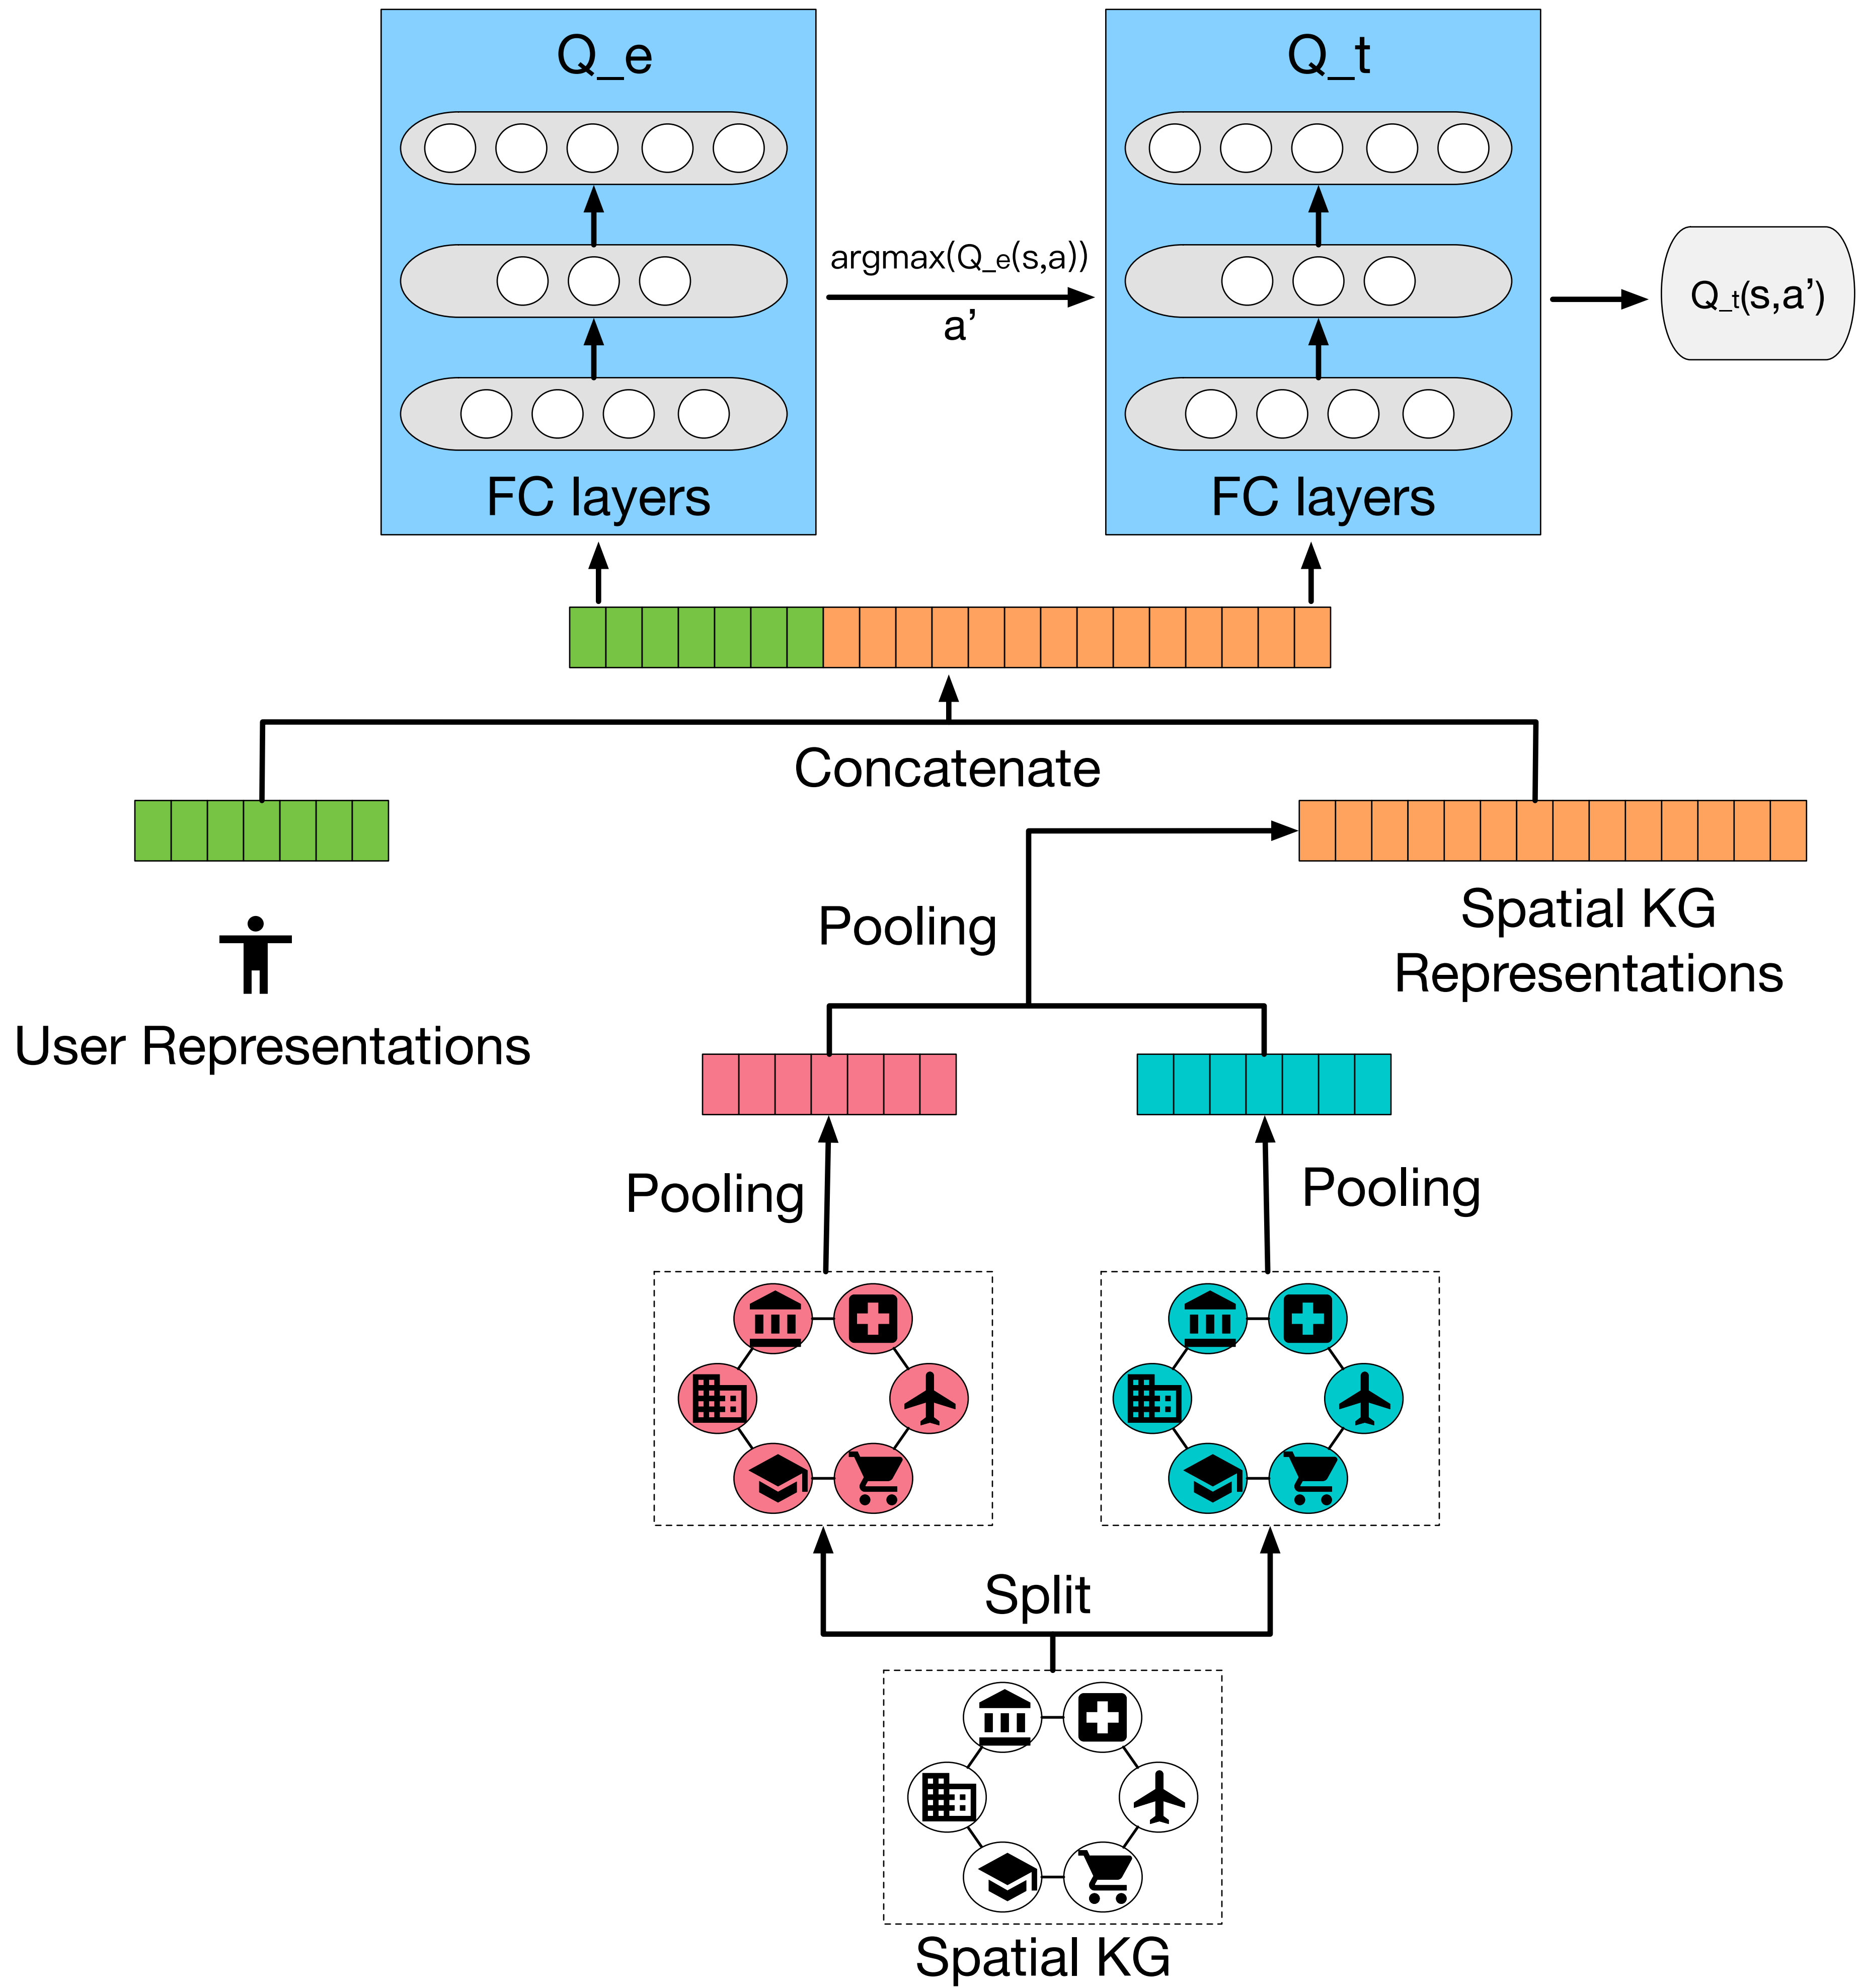 Q_e
Q_t
argmax(Q_e(s,a))
a’
Q_t(s,a’)
FC layers
FC layers
Concatenate
Pooling
Spatial KG
Representations
User Representations
Pooling
Pooling
Split
Spatial KG